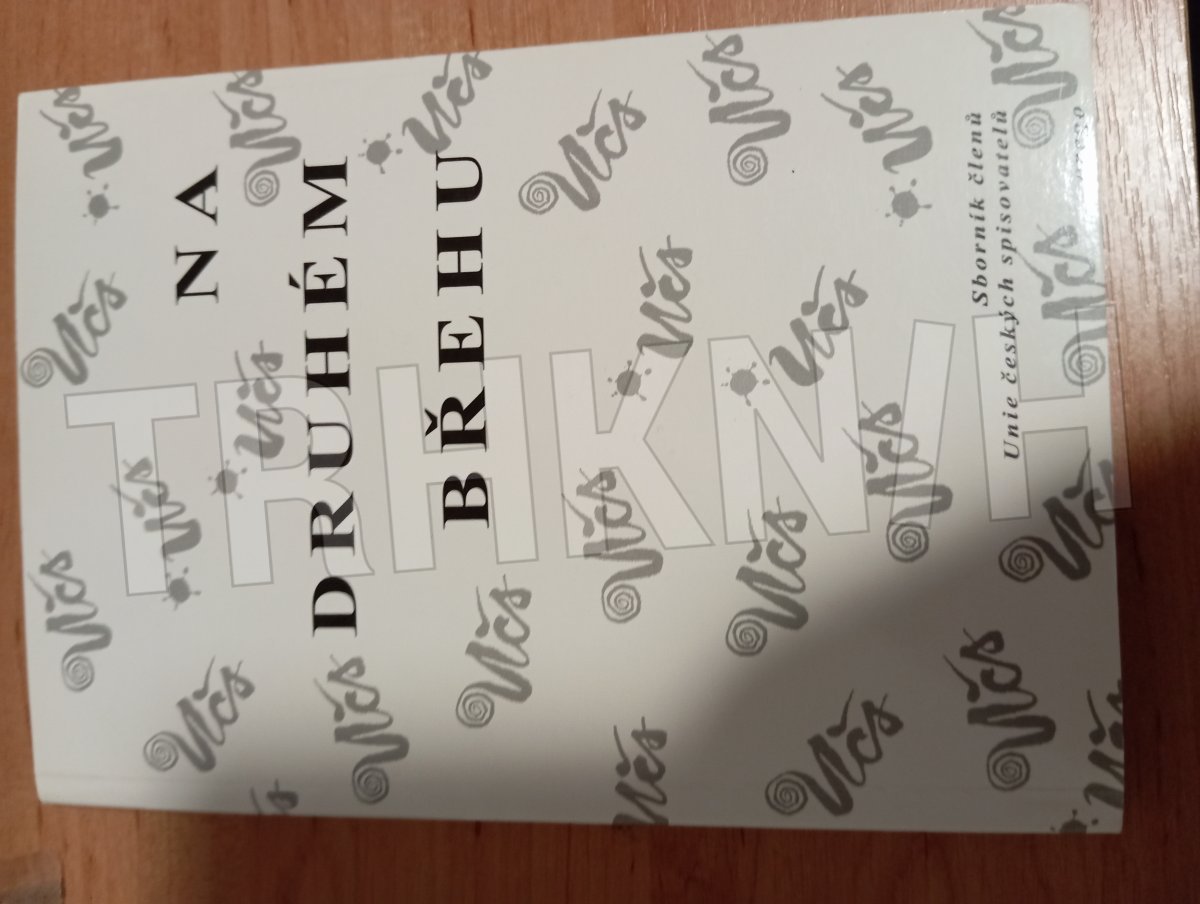 NA
DRUHÉM
BŘEHU
Sborník členů
Unie českých spisovatelů
TRHKNIH